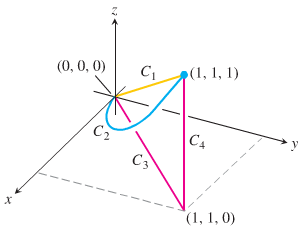 z
(0, 0, 0)
C1
(1, 1, 1)
C2
C4
y
C3
x
(1, 1, 0)